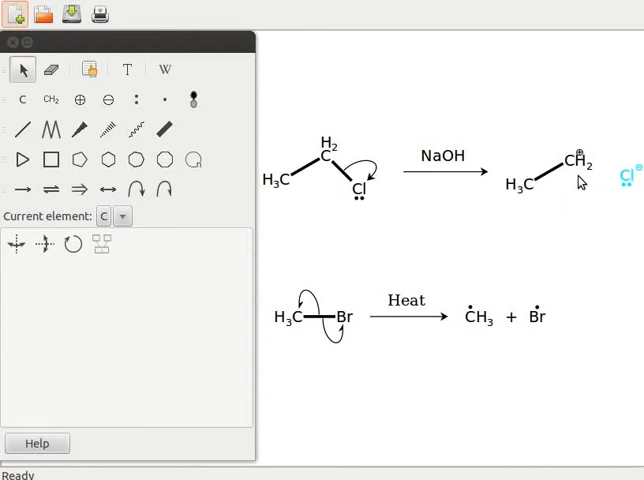 T W
C CH2
H2
C
H3C
Cl
NaOH
H3C
CH2
⊕
Cl
⊖
Current element: C
H3C Br
Heat
CH3 + Br
Help
Ready